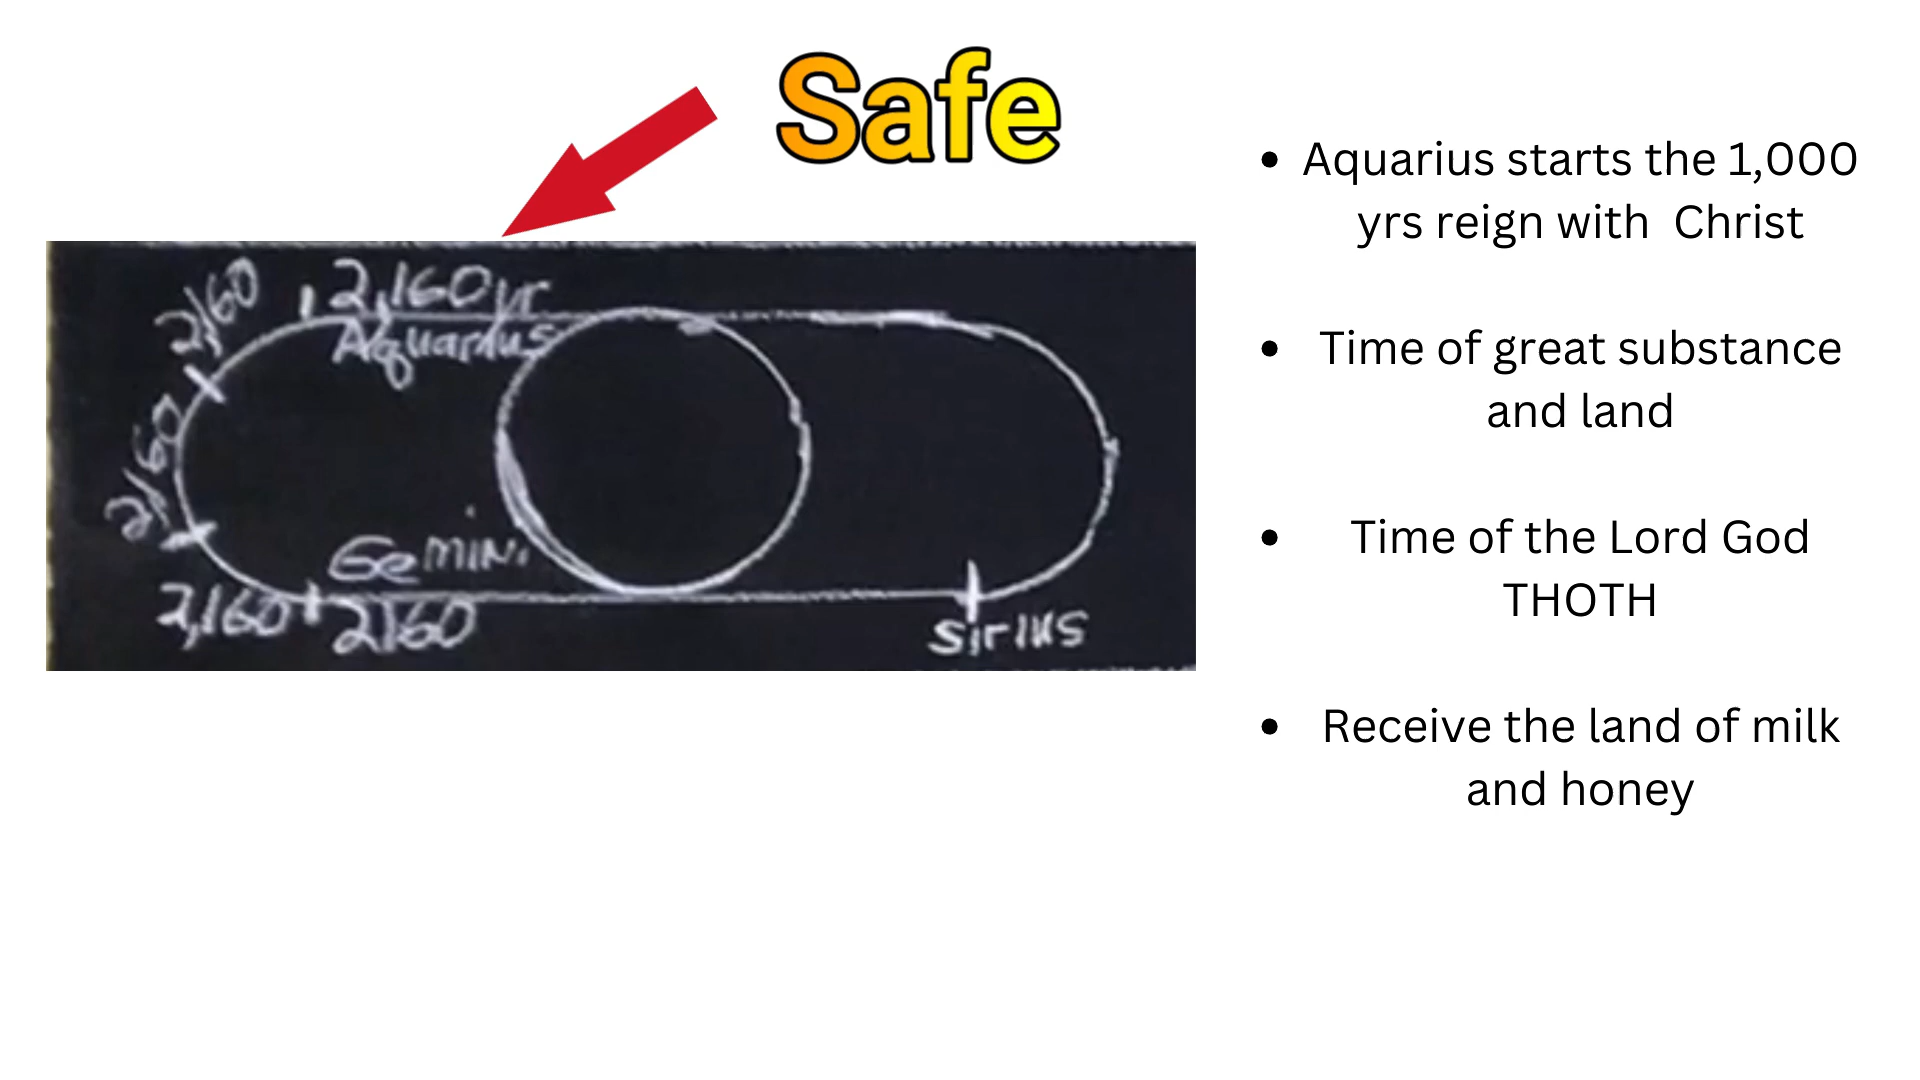 Safe
2,160
2,160 yr
Aquarius
2,160
Gemini
2,160
2160
Sirius
• Aquarius starts the 1,000
yrs reign with Christ
• Time of great substance
and land
• Time of the Lord God
THOTH
• Receive the land of milk
and honey